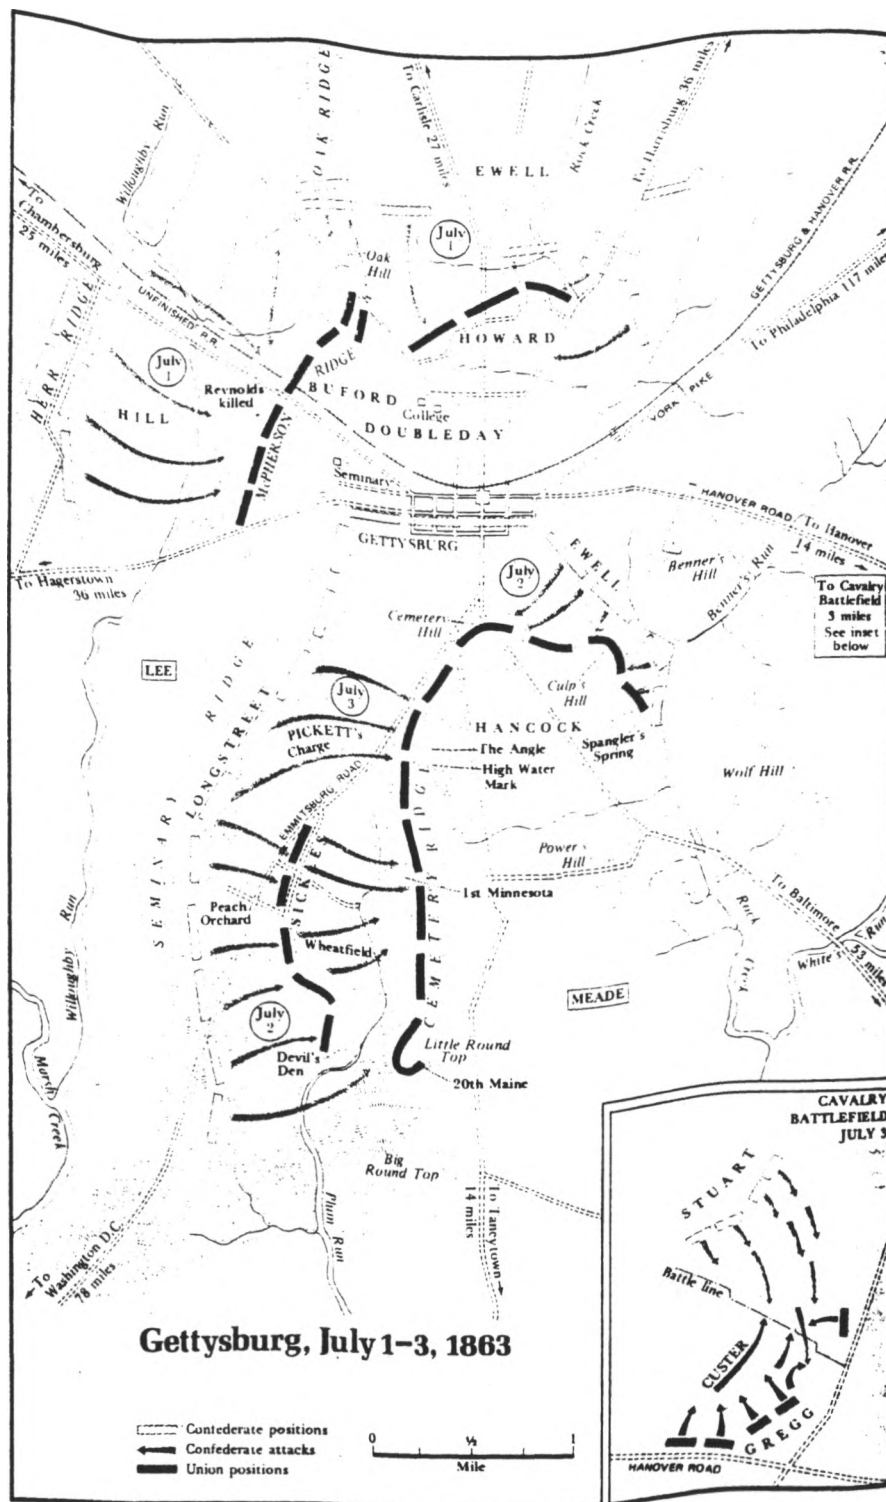 OAK RIDGE
To Carlisle 27 miles
Rock Creek
To Harrisburg 36 miles
Willoughby Run
EWELL
GETTYSBURG & HANOVER R.R.
To
Chambersburg
25 miles
July
1
Oak
Hill
To Philadelphia 117 miles
UNFINISHED R.R.
HERR RIDGE
HOWARD
July
1
RIDGE
Reynolds
killed
BUFORD
HILL
College
YORK PIKE
DOUBLEDAY
McPHERSON
Seminary
HANOVER ROAD
To Hanover
14 miles
GETTYSBURG
To Hagerstown
36 miles
July
2
EWELL
Benner's
Hill
Benner's Run
To Cavalry
Battlefield
3 miles
See inset
below
Cemetery
Hill
LEE
RIDGE
July
3
Culp's
Hill
LONGSTREET
PICKETT's
Charge
HANCOCK
The Angle
Spangler's
Spring
High Water
Mark
Wolf Hill
EMMITSBURG ROAD
SEMINARY
CEMETERY RIDGE
Power's
Hill
SICKLES
To Baltimore
53 miles
1st Minnesota
Peach
Orchard
Rock
Creek
Willoughby Run
Wheatfield
White's Run
MEADE
July
2
Little Round
Top
Devil's
Den
20th Maine
Marsh
Creek
Big
Round Top
Plum
Run
To Taneytown
14 miles
To
Washington D.C.
78 miles
CAVALRY
BATTLEFIELD
JULY 3
STUART
Battle line
CUSTER
GREGG
HANOVER ROAD
Gettysburg, July 1–3, 1863
Confederate positions
Confederate attacks
Union positions
0
½
1
Mile